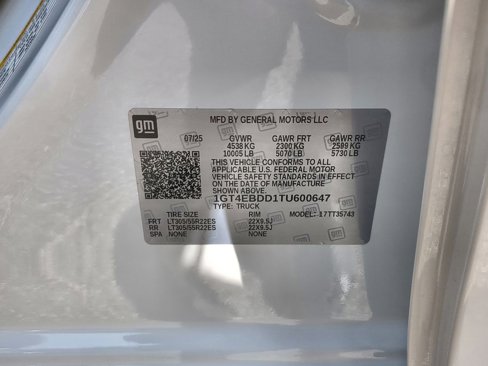 gm
MFD BY GENERAL MOTORS LLC
07/25 GVWR GAWR FRT GAWR RR
4538 KG 2300 KG 2599 KG
10005 LB 5070 LB 5730 LB
THIS VEHICLE CONFORMS TO ALL
APPLICABLE U.S. FEDERAL MOTOR
VEHICLE SAFETY STANDARDS IN EFFECT
ON THE DATE OF MANUFACTURE
SHOWN ABOVE.
1GT4EBDD1TU600647
TYPE: TRUCK
TIRE SIZE RIM MODEL: 17TT35743
FRT LT305/55R22ES 22X9.5J
RR LT305/55R22ES 22X9.5J
SPA NONE NONE